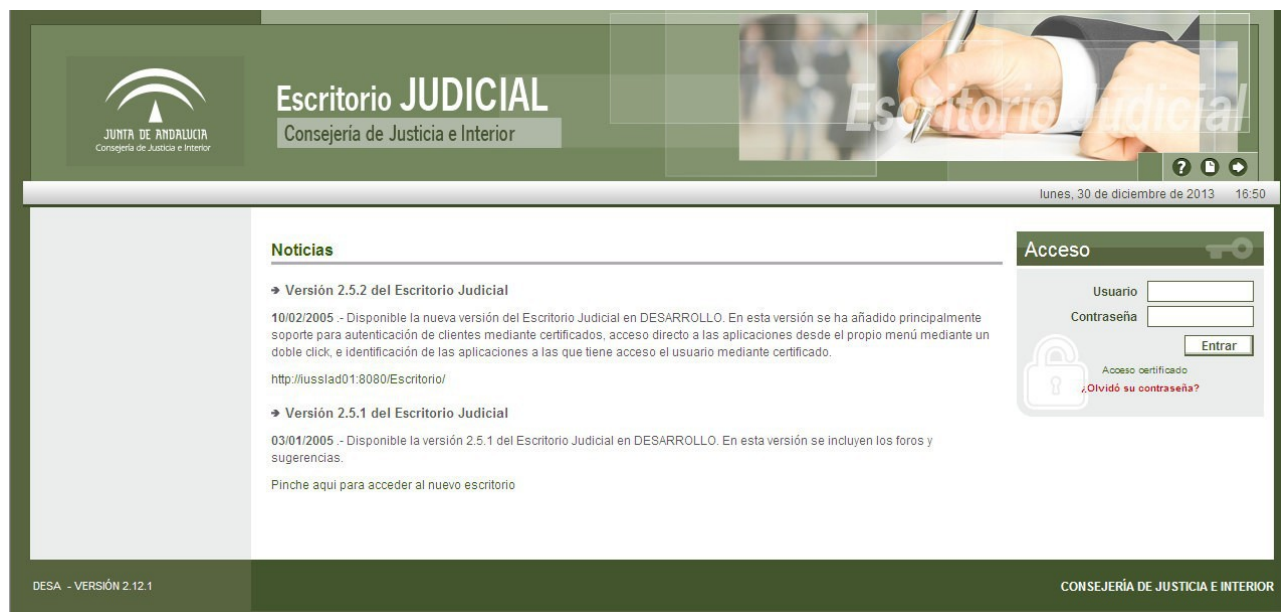 JUNTA DE ANDALUCIA
Consejería de Justicia e Interior
Escritorio JUDICIAL
Consejería de Justicia e Interior
Escritorio Judicial
lunes, 30 de diciembre de 2013 16:50
Noticias
Versión 2.5.2 del Escritorio Judicial
10/02/2005 .- Disponible la nueva versión del Escritorio Judicial en DESARROLLO. En esta versión se ha añadido principalmente
soporte para autenticación de clientes mediante certificados, acceso directo a las aplicaciones desde el propio menú mediante un
doble click, e identificación de las aplicaciones a las que tiene acceso el usuario mediante certificado.
http://iusslad01:8080/Escritorio/
Versión 2.5.1 del Escritorio Judicial
03/01/2005 .- Disponible la versión 2.5.1 del Escritorio Judicial en DESARROLLO. En esta versión se incluyen los foros y
sugerencias.
Pinche aqui para acceder al nuevo escritorio
Acceso
Usuario
Contraseña
Entrar
Acceso certificado
¿Olvidó su contraseña?
DESA - VERSIÓN 2.12.1
CONSEJERÍA DE JUSTICIA E INTERIOR